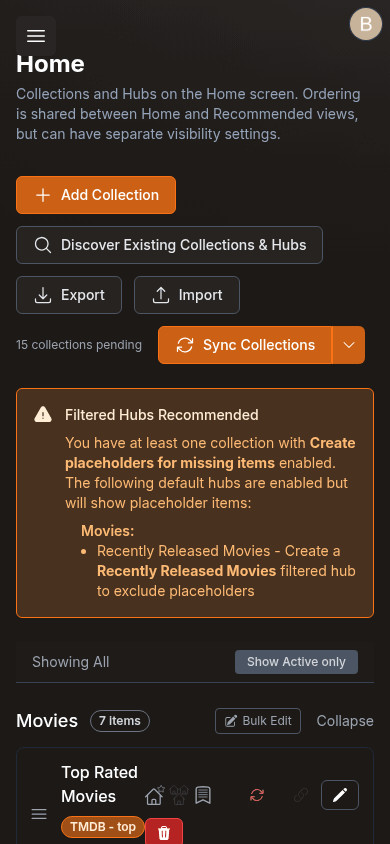 B
Home
Collections and Hubs on the Home screen. Ordering
is shared between Home and Recommended views,
but can have separate visibility settings.
Add Collection
Discover Existing Collections & Hubs
Export
Import
15 collections pending
Sync Collections
Filtered Hubs Recommended
You have at least one collection with Create
placeholders for missing items enabled.
The following default hubs are enabled but
will show placeholder items:
Movies:
• Recently Released Movies - Create a
Recently Released Movies filtered hub
to exclude placeholders
Showing All
Show Active only
Movies
7 items
Bulk Edit
Collapse
Top Rated
Movies
TMDB - top